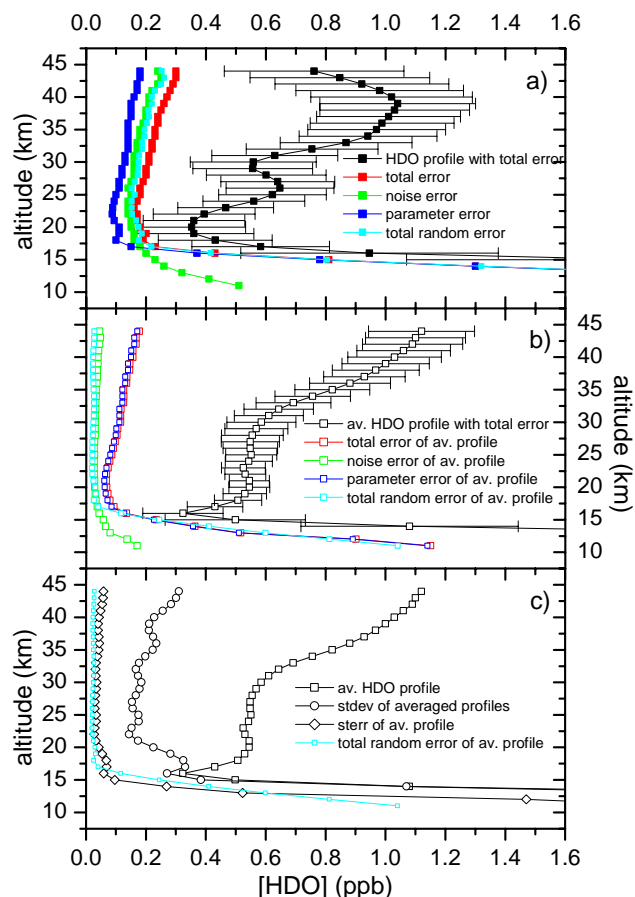 0.0 0.2 0.4 0.6 0.8 1.0 1.2 1.4 1.6
45
40
35
30
25
20
15
10
altitude (km)
a)
HDO profile with total error
total error
noise error
parameter error
total random error
45
40
35
30
25
20
15
10
altitude (km)
b)
av. HDO profile with total error
total error of av. profile
noise error of av. profile
parameter error of av. profile
total random error of av. profile
45
40
35
30
25
20
15
10
altitude (km)
c)
av. HDO profile
stdev of averaged profiles
sterr of av. profile
total random error of av. profile
0.0 0.2 0.4 0.6 0.8 1.0 1.2 1.4 1.6
[HDO] (ppb)